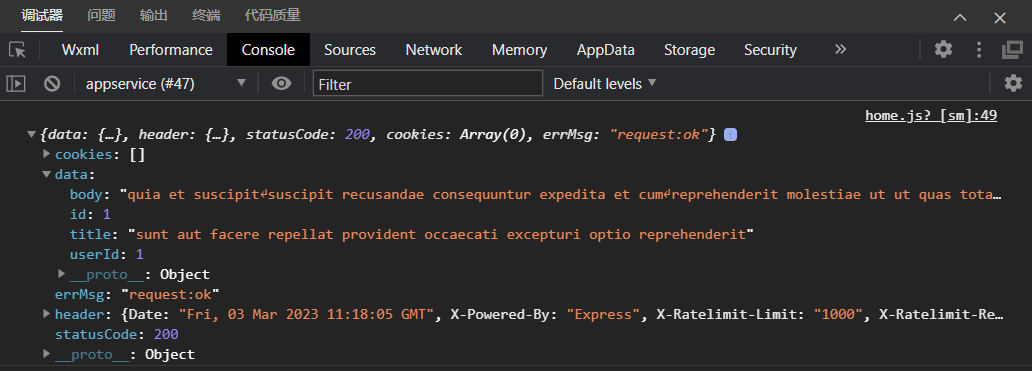 调试器 问题 输出 终端 代码质量
Wxml Performance Console Sources Network Memory AppData Storage Security »
appservice (#47) Filter Default levels
home.js? [sm]:49
{data: {…}, header: {…}, statusCode: 200, cookies: Array(0), errMsg: "request:ok"}
cookies: []
data:
body: "quia et suscipit↵suscipit recusandae consequuntur expedita et cum↵reprehenderit molestiae ut ut quas tota…
id: 1
title: "sunt aut facere repellat provident occaecati excepturi optio reprehenderit"
userId: 1
__proto__: Object
errMsg: "request:ok"
header: {Date: "Fri, 03 Mar 2023 11:18:05 GMT", X-Powered-By: "Express", X-Ratelimit-Limit: "1000", X-Ratelimit-Re…
statusCode: 200
__proto__: Object